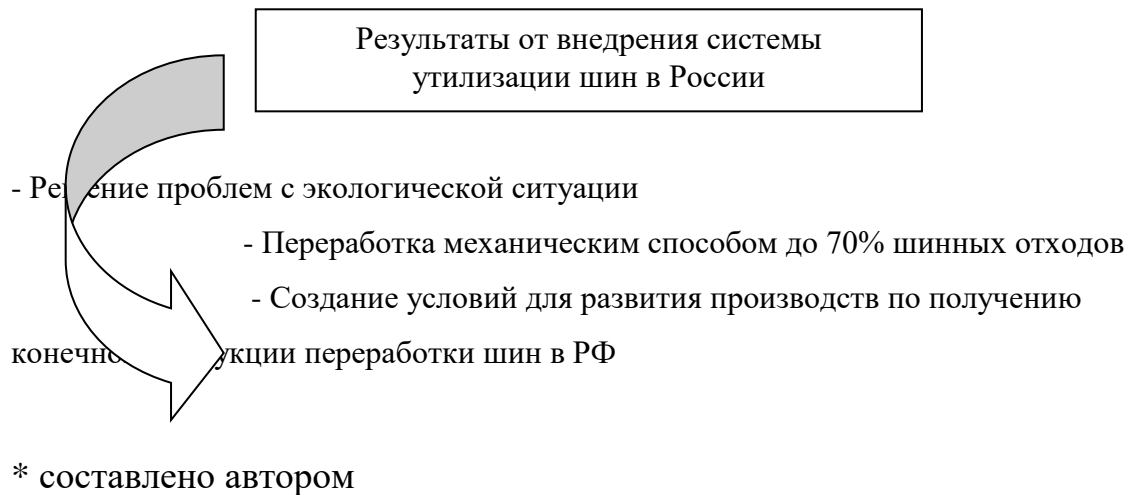 Результаты от внедрения системы
утилизации шин в России
- Решение проблем с экологической ситуации
- Переработка механическим способом до 70% шинных отходов
- Создание условий для развития производств по получению
переработки шин в РФ
* составлено автором